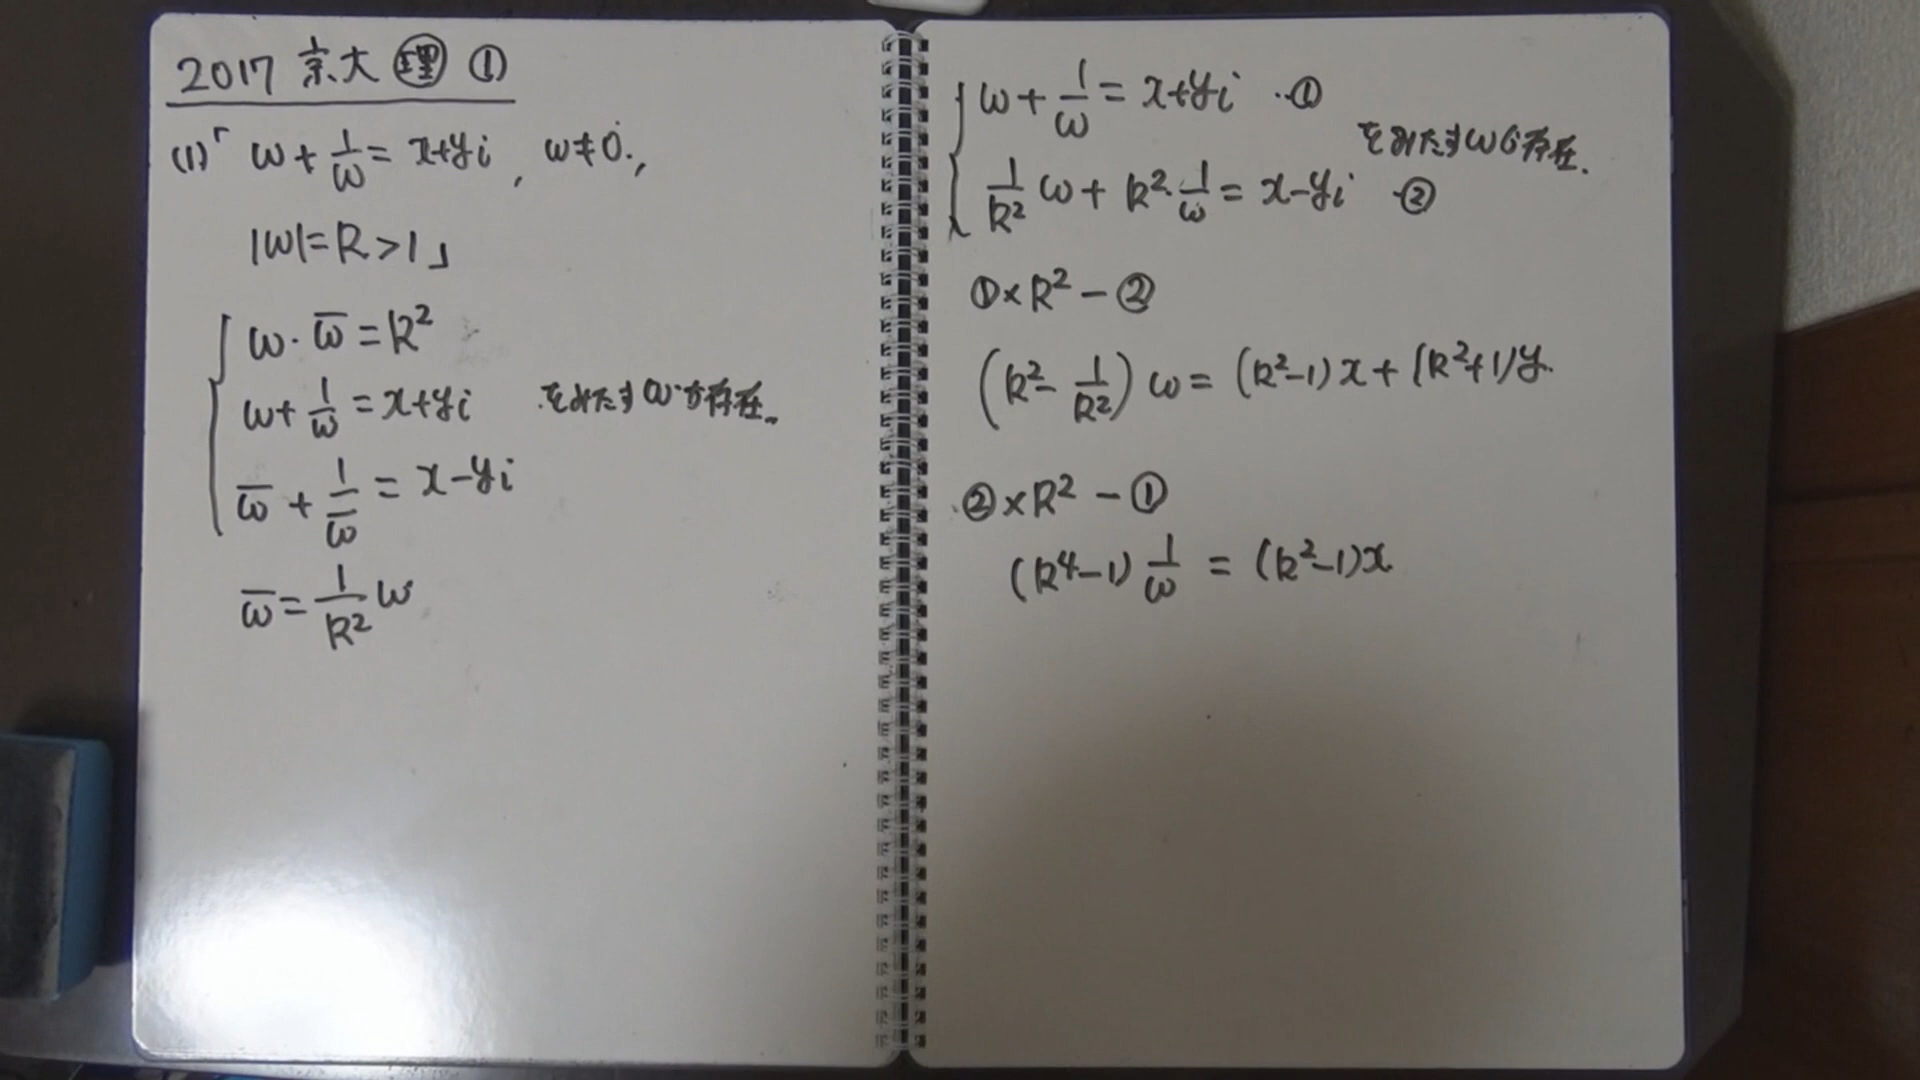 2017 京大 理 ①
(1)「 w + 1/w = x+yi , w≠0.,
|w|=R>1」
w・w̅ = R²
w + 1/w = x+yi をみたすwが存在。
w̅ + 1/w̅ = x-yi
w̅ = 1/R² w
w + 1/w = x+yi ‥①
をみたすwが存在.
1/R² w + R²・1/w = x-yi ‥②
①×R² - ②
(R² - 1/R²) w = (R²-1)x + (R²+1)y.
②×R² - ①
(R⁴-1) 1/w = (R²-1)x